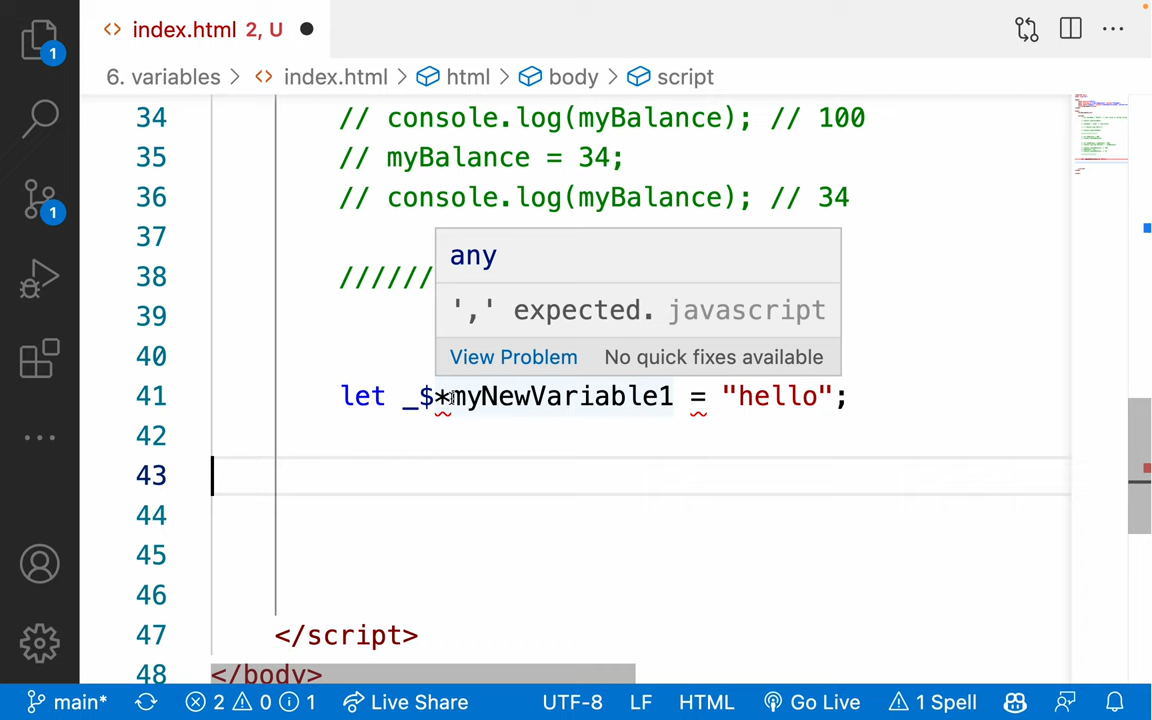 index.html 2, U
6. variables > index.html > html > body > script
1
1
34 // console.log(myBalance); // 100
35 // myBalance = 34;
36 // console.log(myBalance); // 34
37
any
38 //////
39 ',' expected. javascript
40 View Problem No quick fixes available
41 let _$*myNewVariable1 = "hello";
42
43
44
45
46
47 </script>
48 </body>
main* 2 0 1 Live Share UTF-8 LF HTML Go Live 1 Spell